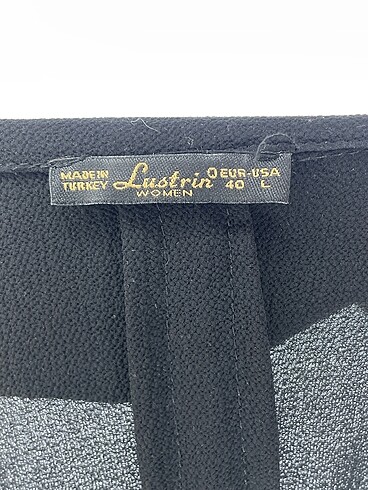 MADE IN
TURKEY
Lustrin
WOMEN
EUR-USA
40 L